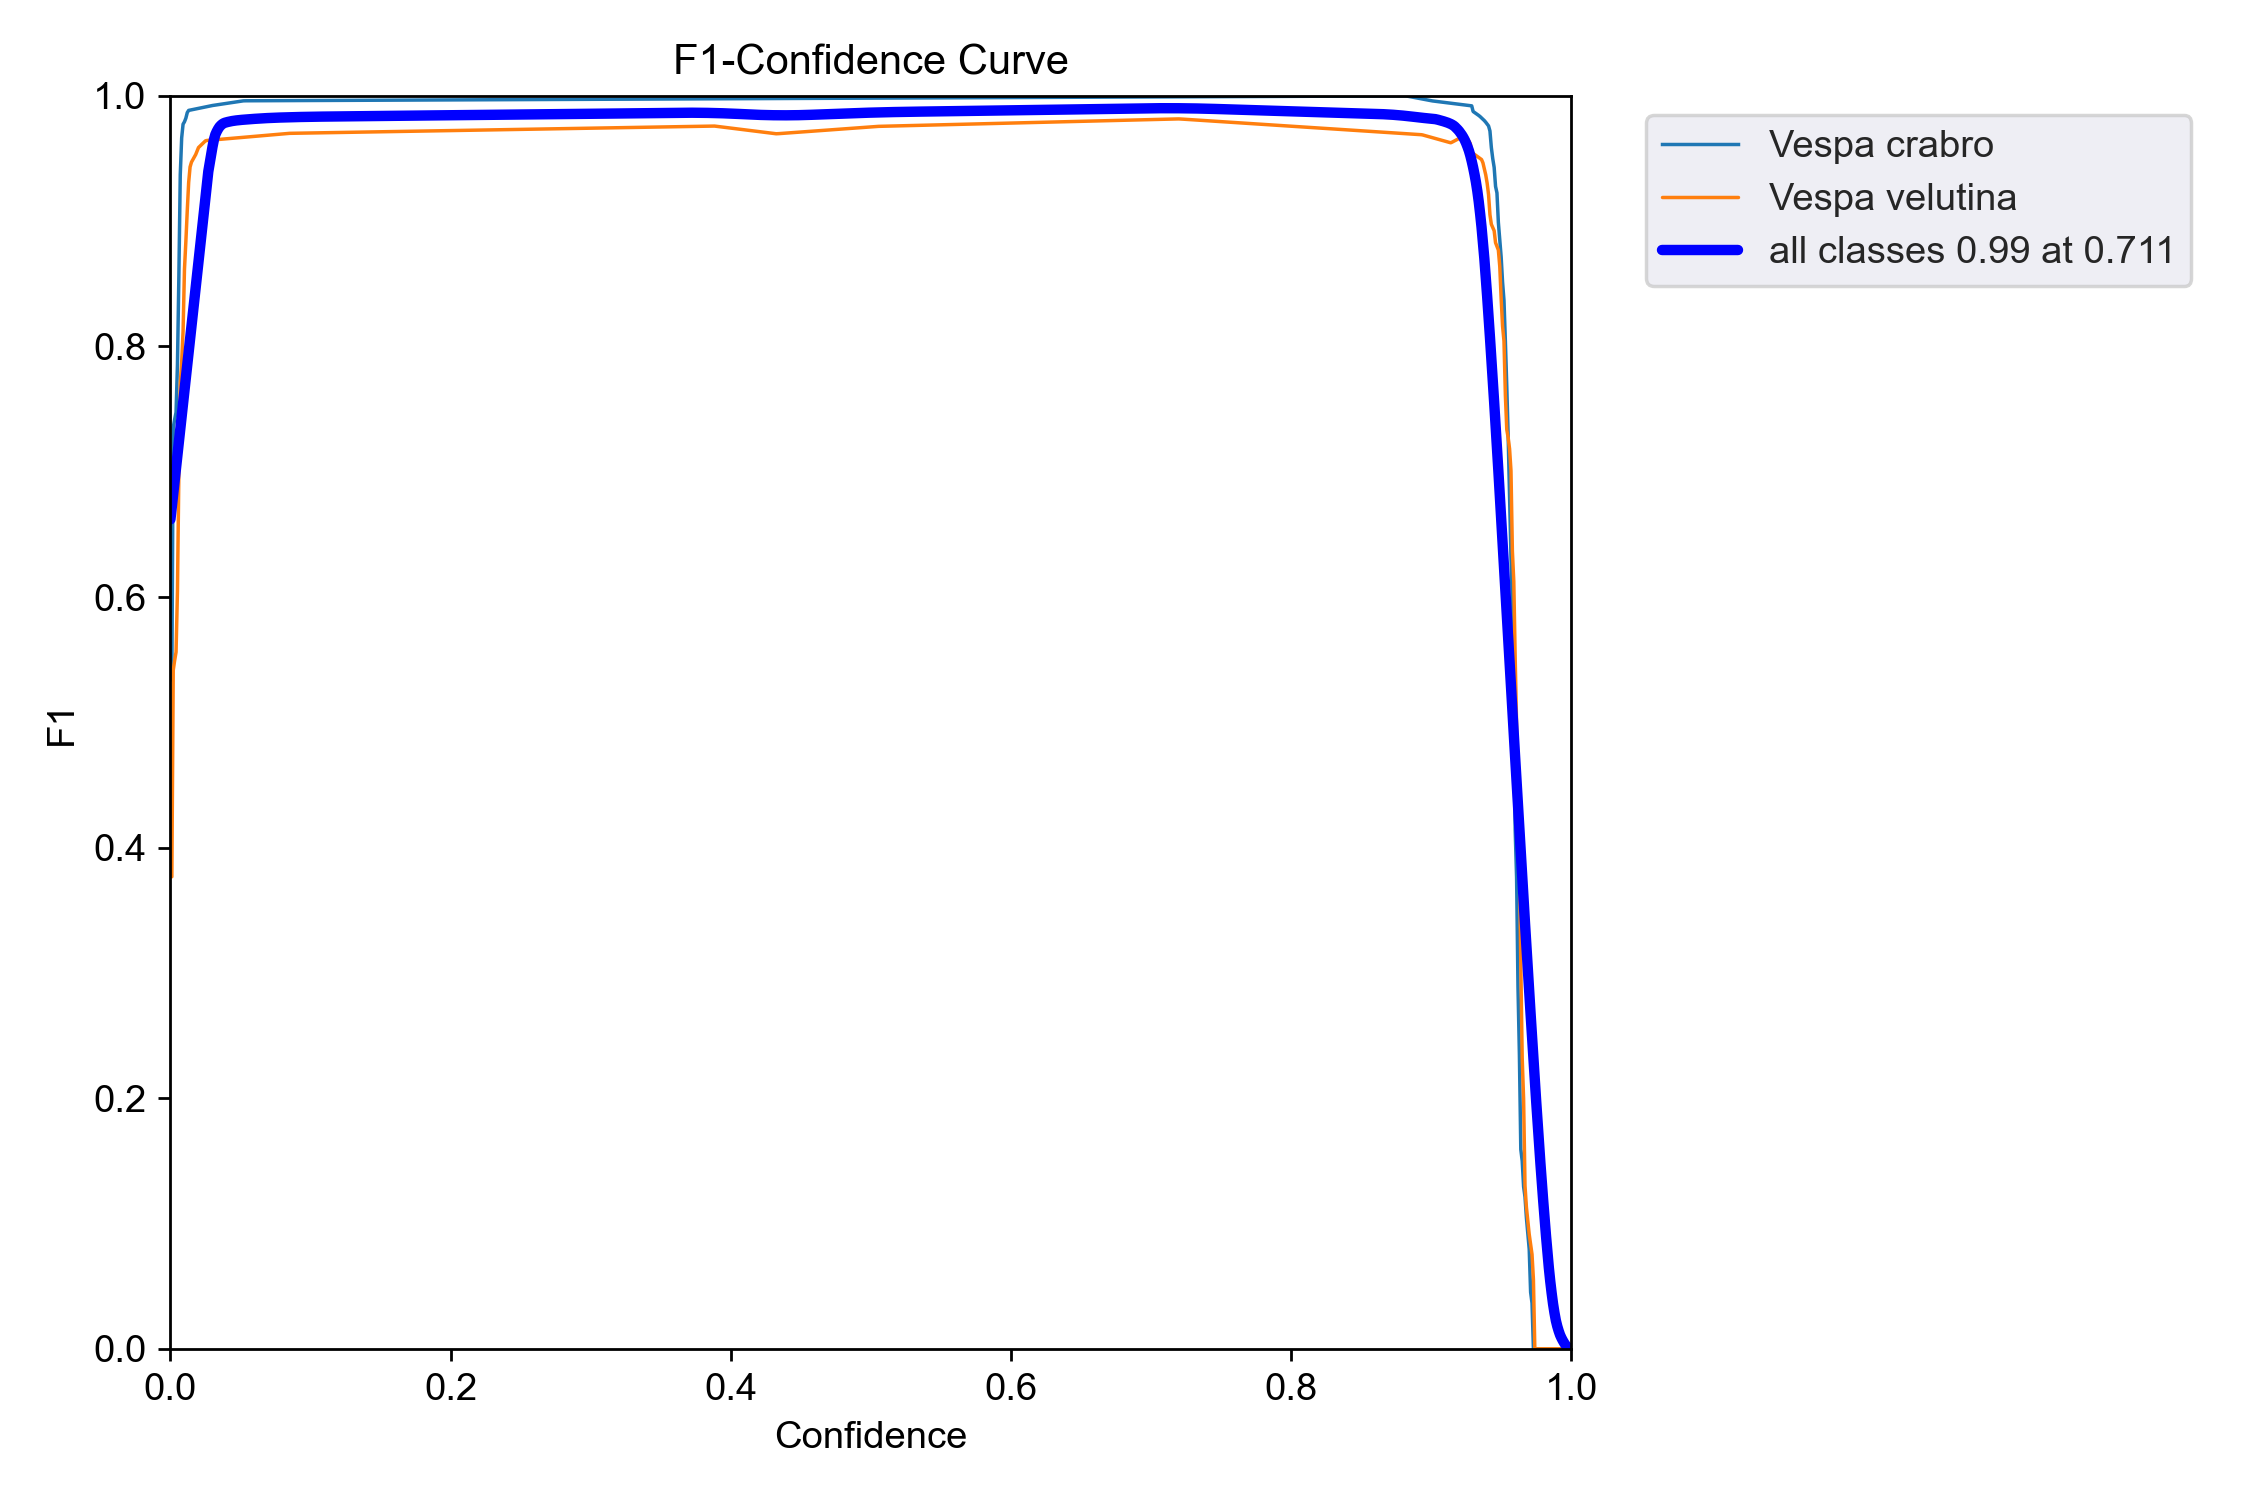 F1-Confidence Curve
1.0
0.8
0.6
0.4
0.2
0.0
F1
0.0 0.2 0.4 0.6 0.8 1.0
Confidence
Vespa crabro
Vespa velutina
all classes 0.99 at 0.711